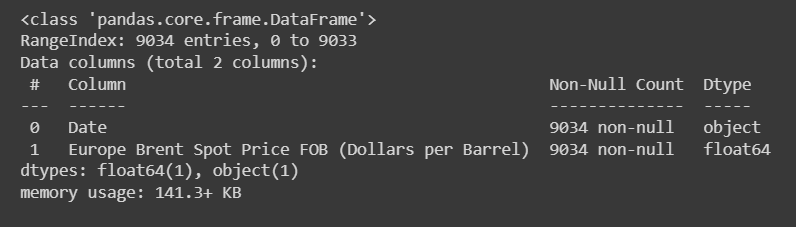 <class 'pandas.core.frame.DataFrame'>
RangeIndex: 9034 entries, 0 to 9033
Data columns (total 2 columns):
 #   Column                                             Non-Null Count  Dtype
---  ------                                             --------------  -----
 0   Date                                               9034 non-null   object
 1   Europe Brent Spot Price FOB (Dollars per Barrel)  9034 non-null   float64
dtypes: float64(1), object(1)
memory usage: 141.3+ KB